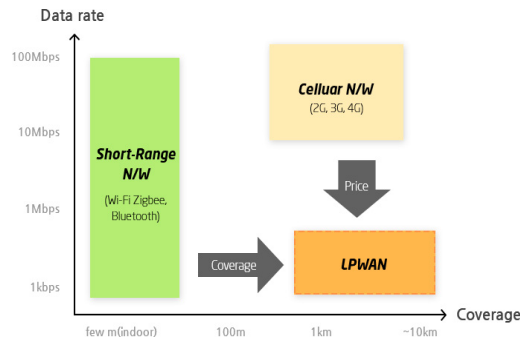 Data rate
100Mbps
10Mbps
1Mbps
1kbps
Short-Range
N/W
(Wi-Fi Zigbee,
Bluetooth)
Celluar N/W
(2G, 3G, 4G)
Price
Coverage
LPWAN
Coverage
few m(indoor)
100m
1km
~10km